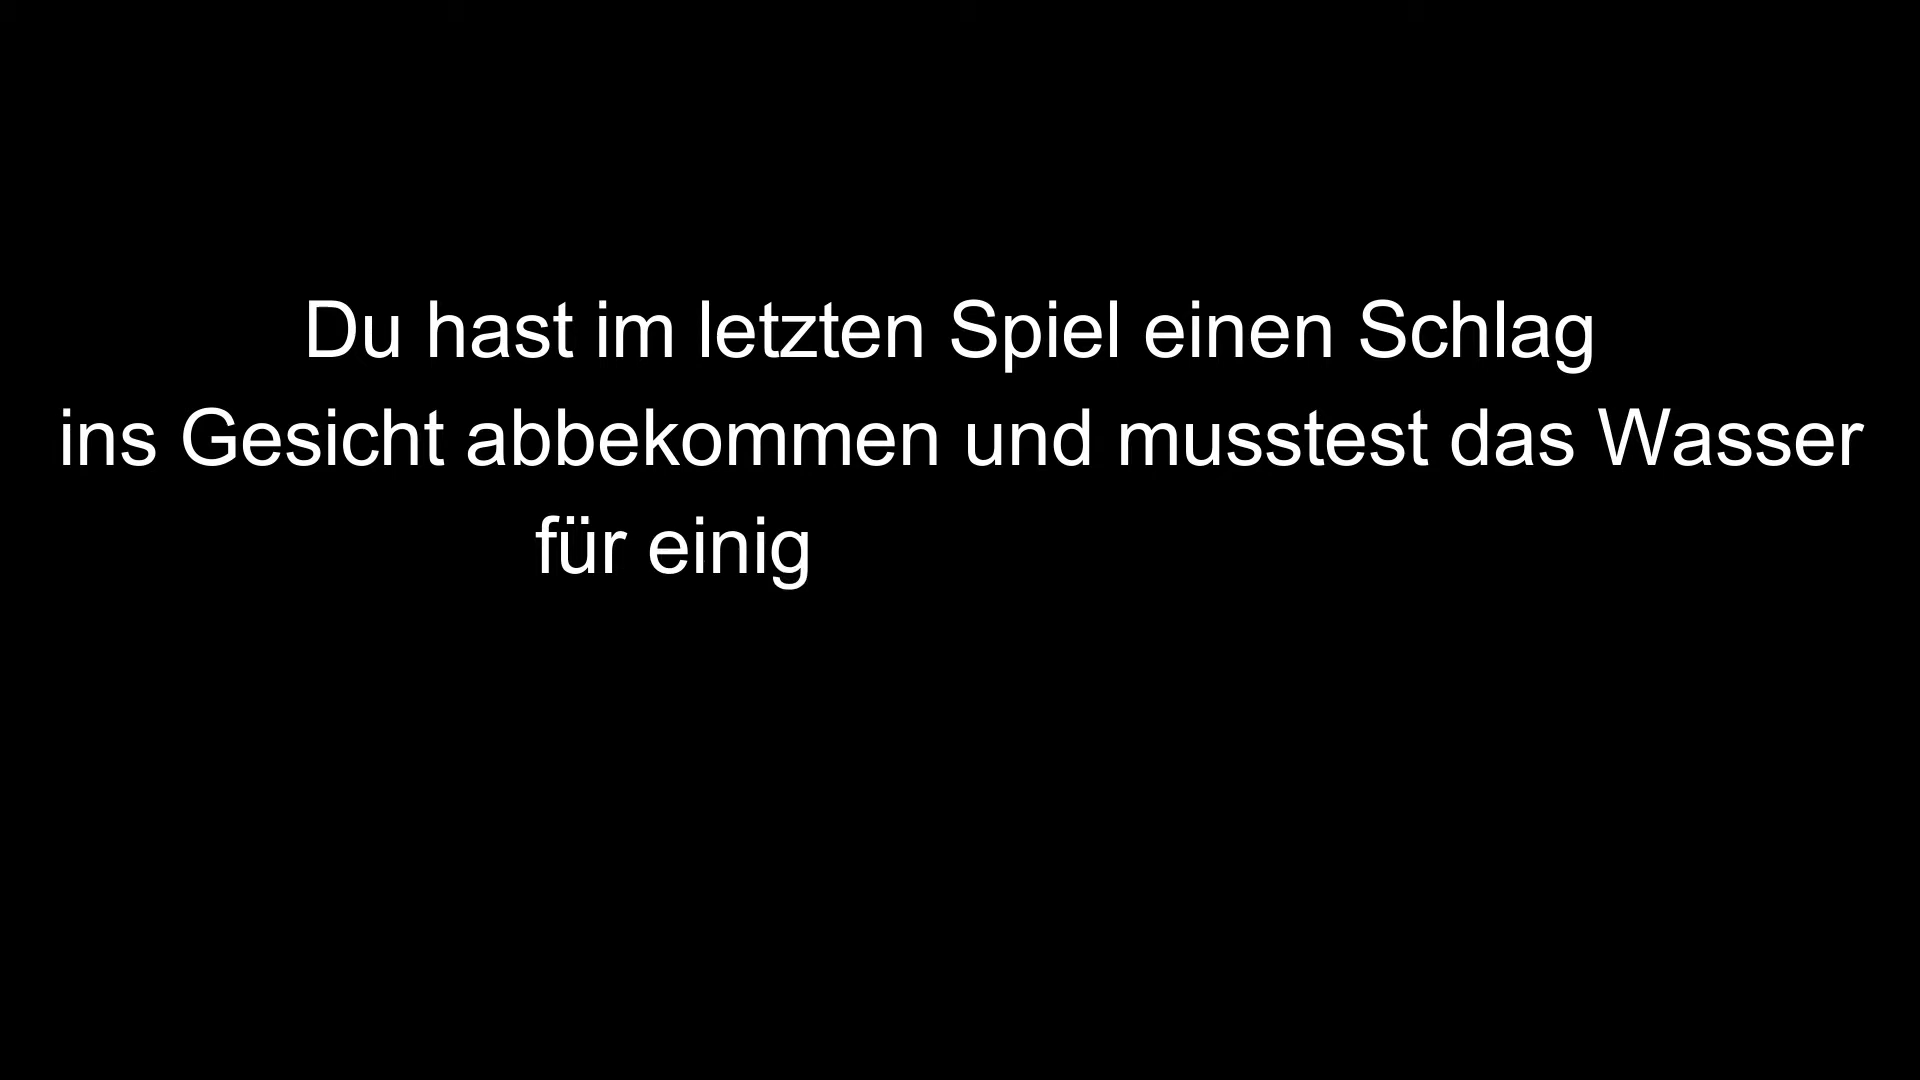 Du hast im letzten Spiel einen Schlag
ins Gesicht abbekommen und musstest das Wasser
für einig